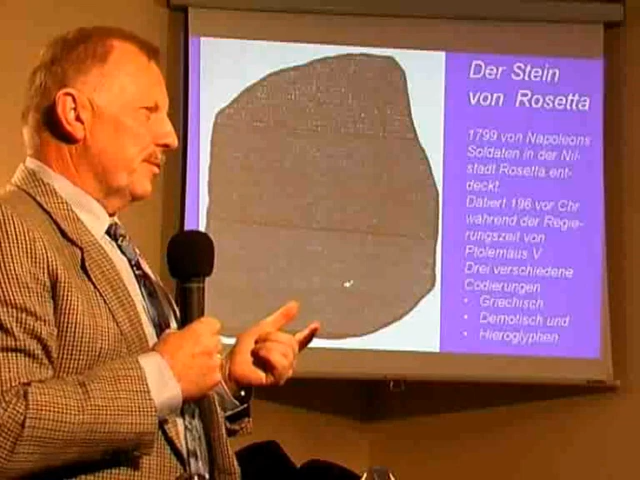 Der Stein
von Rosetta
1799 von Napoleons
Soldaten in der Nil-
stadt Rosetta ent-
deckt.
Datiert 196 vor Chr
während der Regie-
rungszeit von
Ptolemäus V
Drei verschiedene
Codierungen
• Griechisch
• Demotisch und
• Hieroglyphen